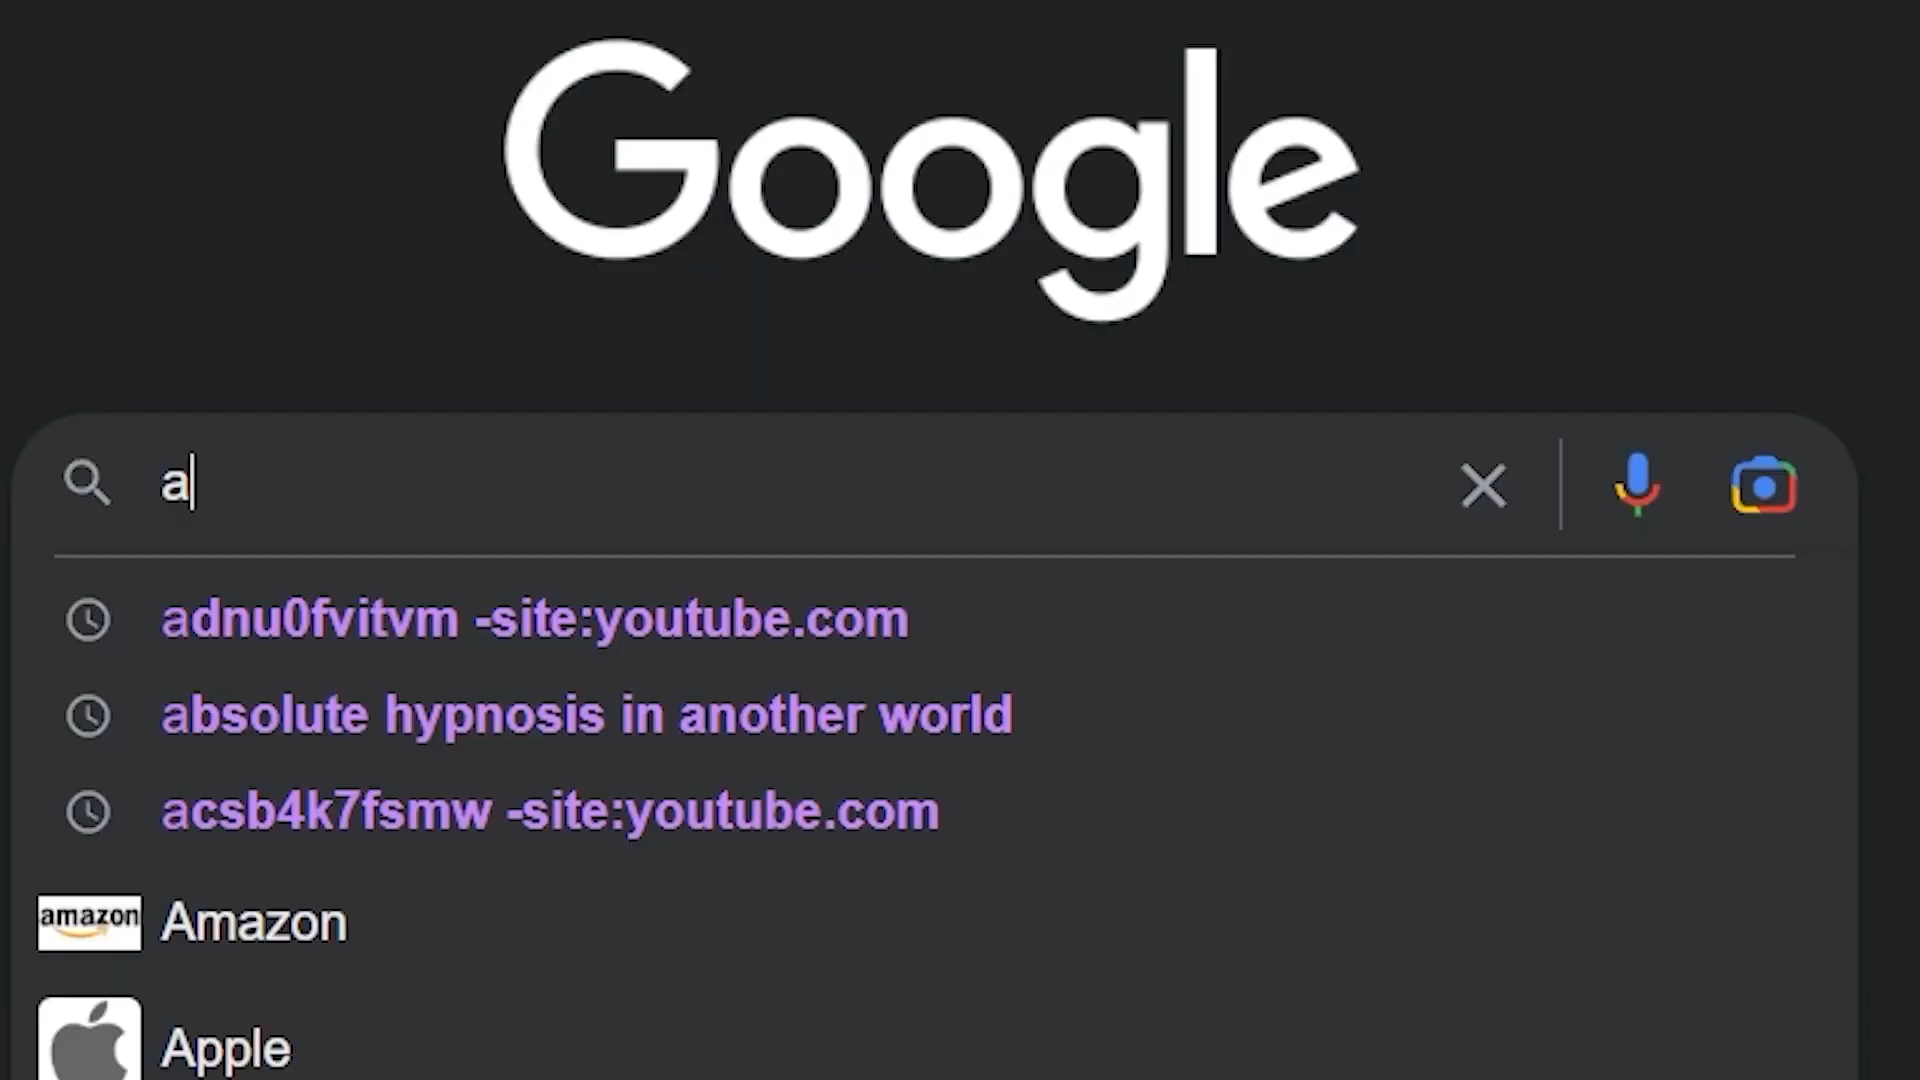 Google
a
adnu0fvitvm -site:youtube.com
absolute hypnosis in another world
acsb4k7fsmw -site:youtube.com
amazon Amazon
Apple